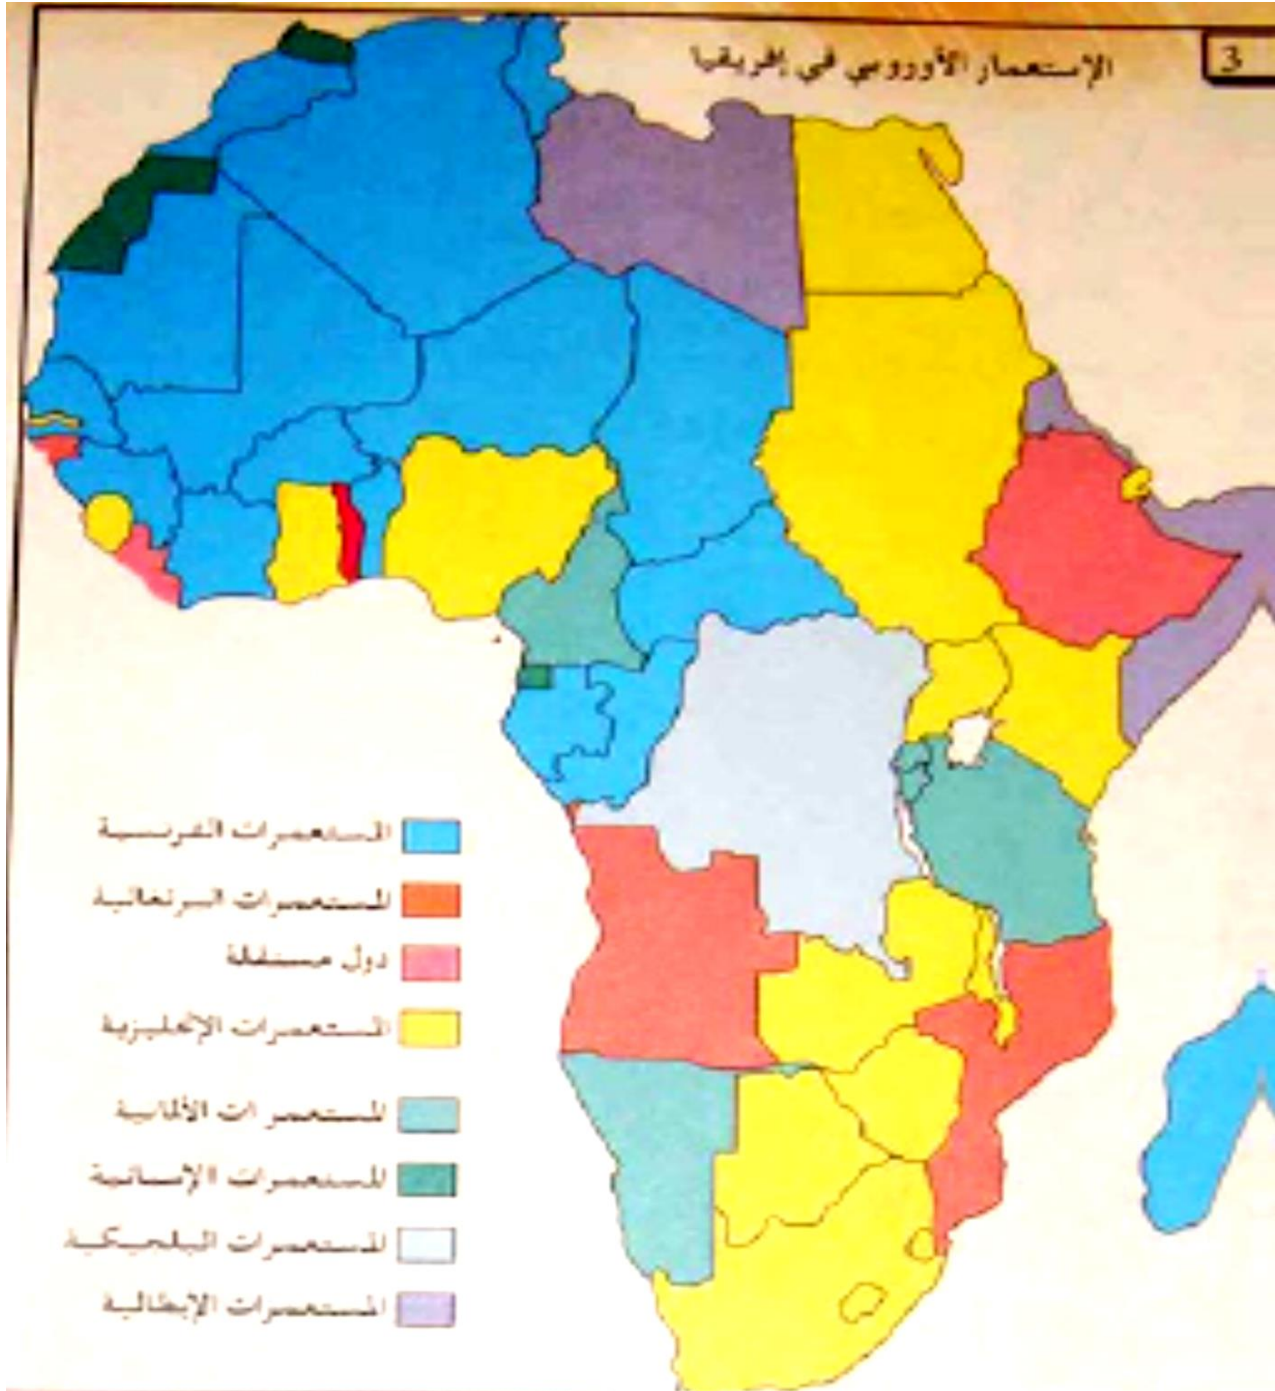 3
الإستعمار الأوروبي في إفريقيا
المستعمرات الفرنسية
المستعمرات البرتغالية
دول مستقلة
المستعمرات الإنجليزية
المستعمرات الألمانية
المستعمرات الإسبانية
المستعمرات البلجيكية
المستعمرات الإيطالية